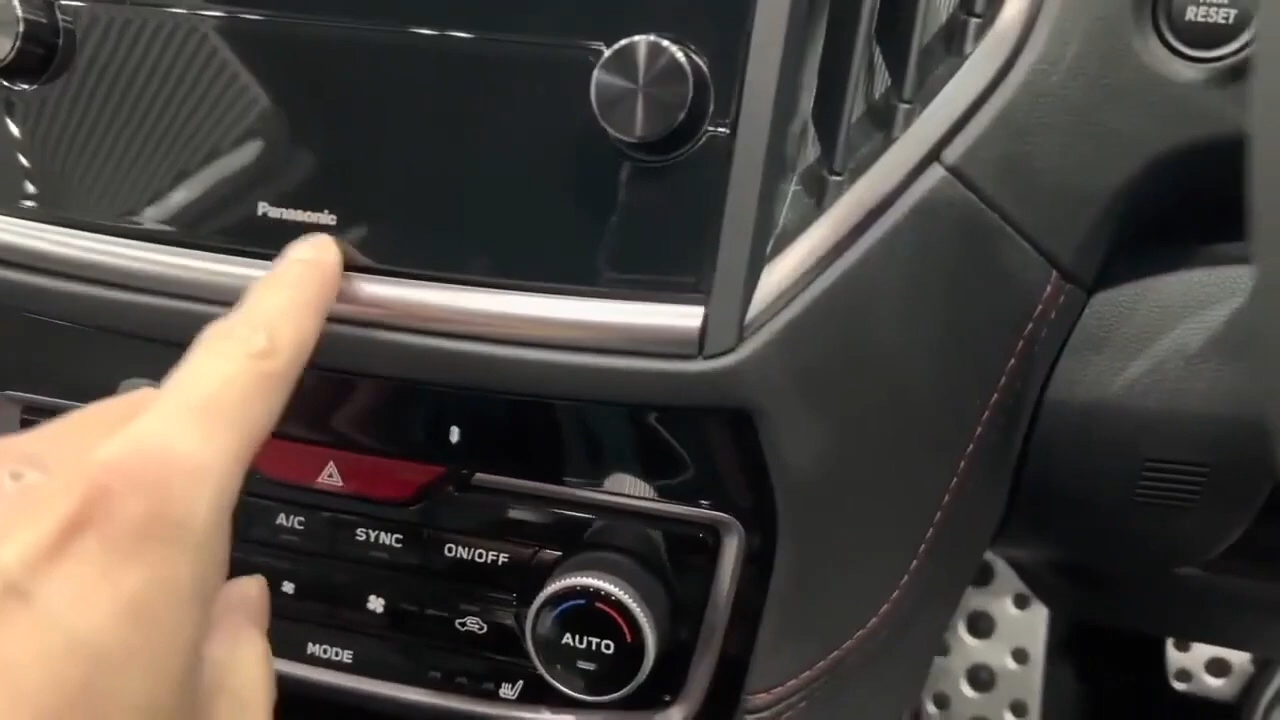 RESET
Panasonic
A/C
SYNC
ON/OFF
AUTO
MODE